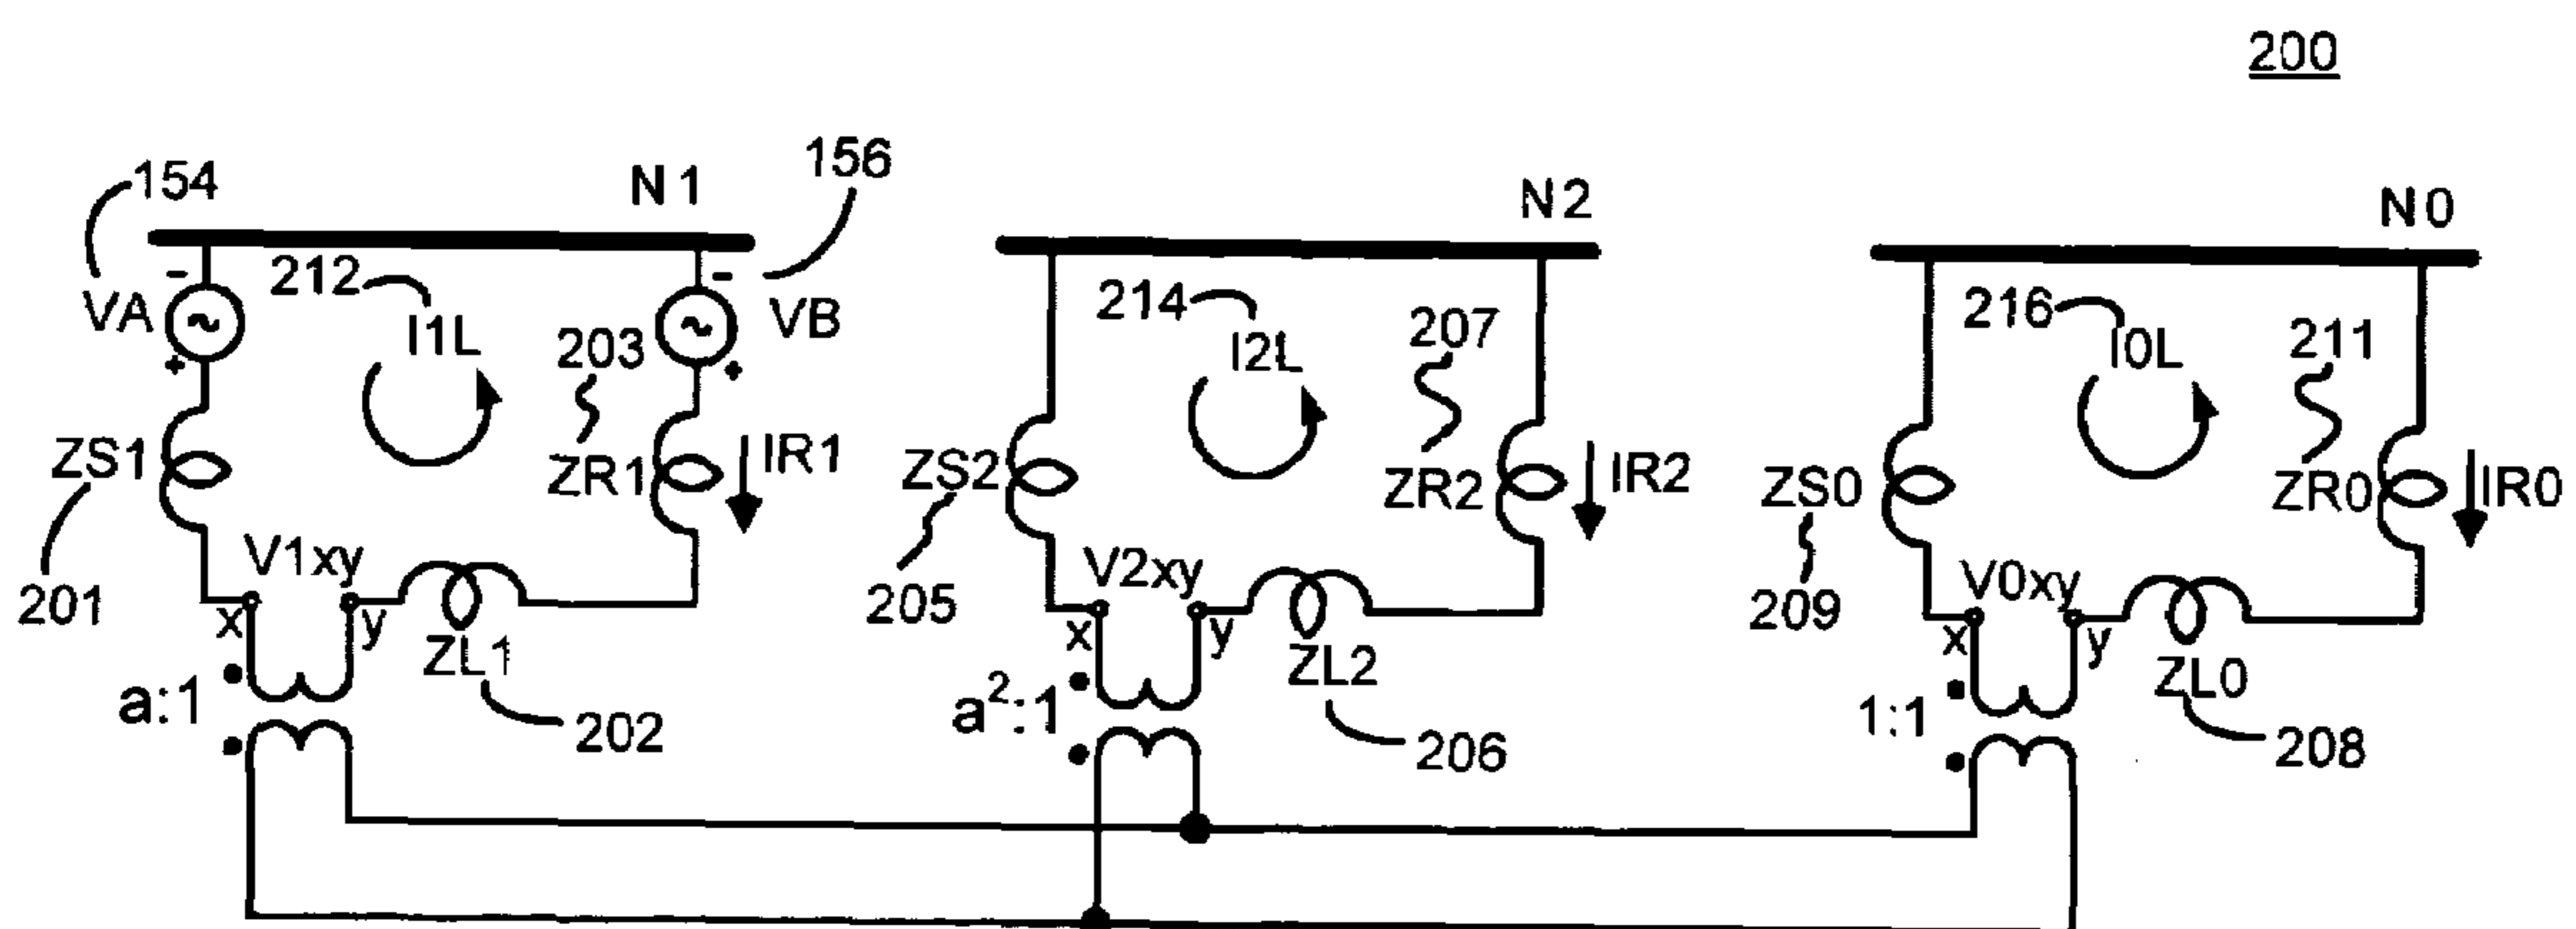 200
154
N1
156
N2
N0
-
-
VA
212
VB
214
216
I1L
203
207
I2L
211
I0L
+
+
ZS1
ZR1
IR1
ZS2
ZR2
IR2
ZS0
ZR0
IR0
V1xy
V2xy
V0xy
201
205
209
x
y
x
y
x
y
ZL1
ZL2
ZL0
a:1
a²:1
1:1
202
206
208